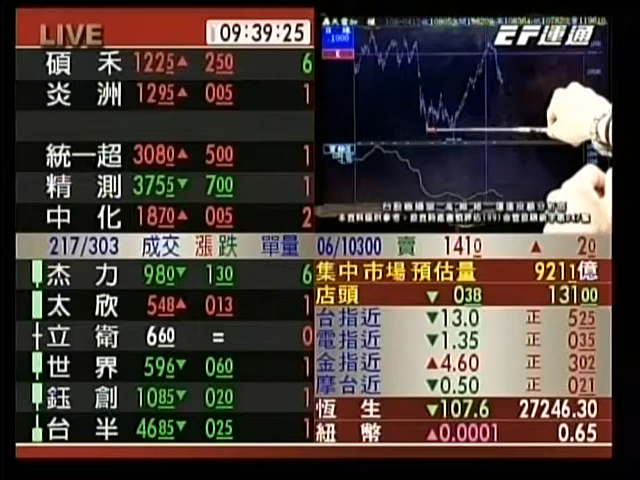 LIVE 09:39:25
EF運通
日線
碩禾 1225▲ 250 6
炎洲 1295▲ 005 1
統一超 3080▲ 500 1
精測 3755▼ 700 1
中化 1870▲ 005 2
217/303 成交 漲跌 單量
06/10300 賣 1410 ▲ 20
杰力 980▼ 130 6
太欣 548▲ 013 1
立衛 660 = 0
世界 596▼ 060 1
鈺創 1085▼ 020 1
台半 4685▼ 025 1
集中市場預估量 9211億
店頭 ▼ 038 13100
台指近 ▼13.0 正 525
電指近 ▼1.35 正 035
金指近 ▲4.60 正 302
摩台近 ▼0.50 正 021
恆生 ▼107.6 27246.30
紐幣 ▲0.0001 0.65